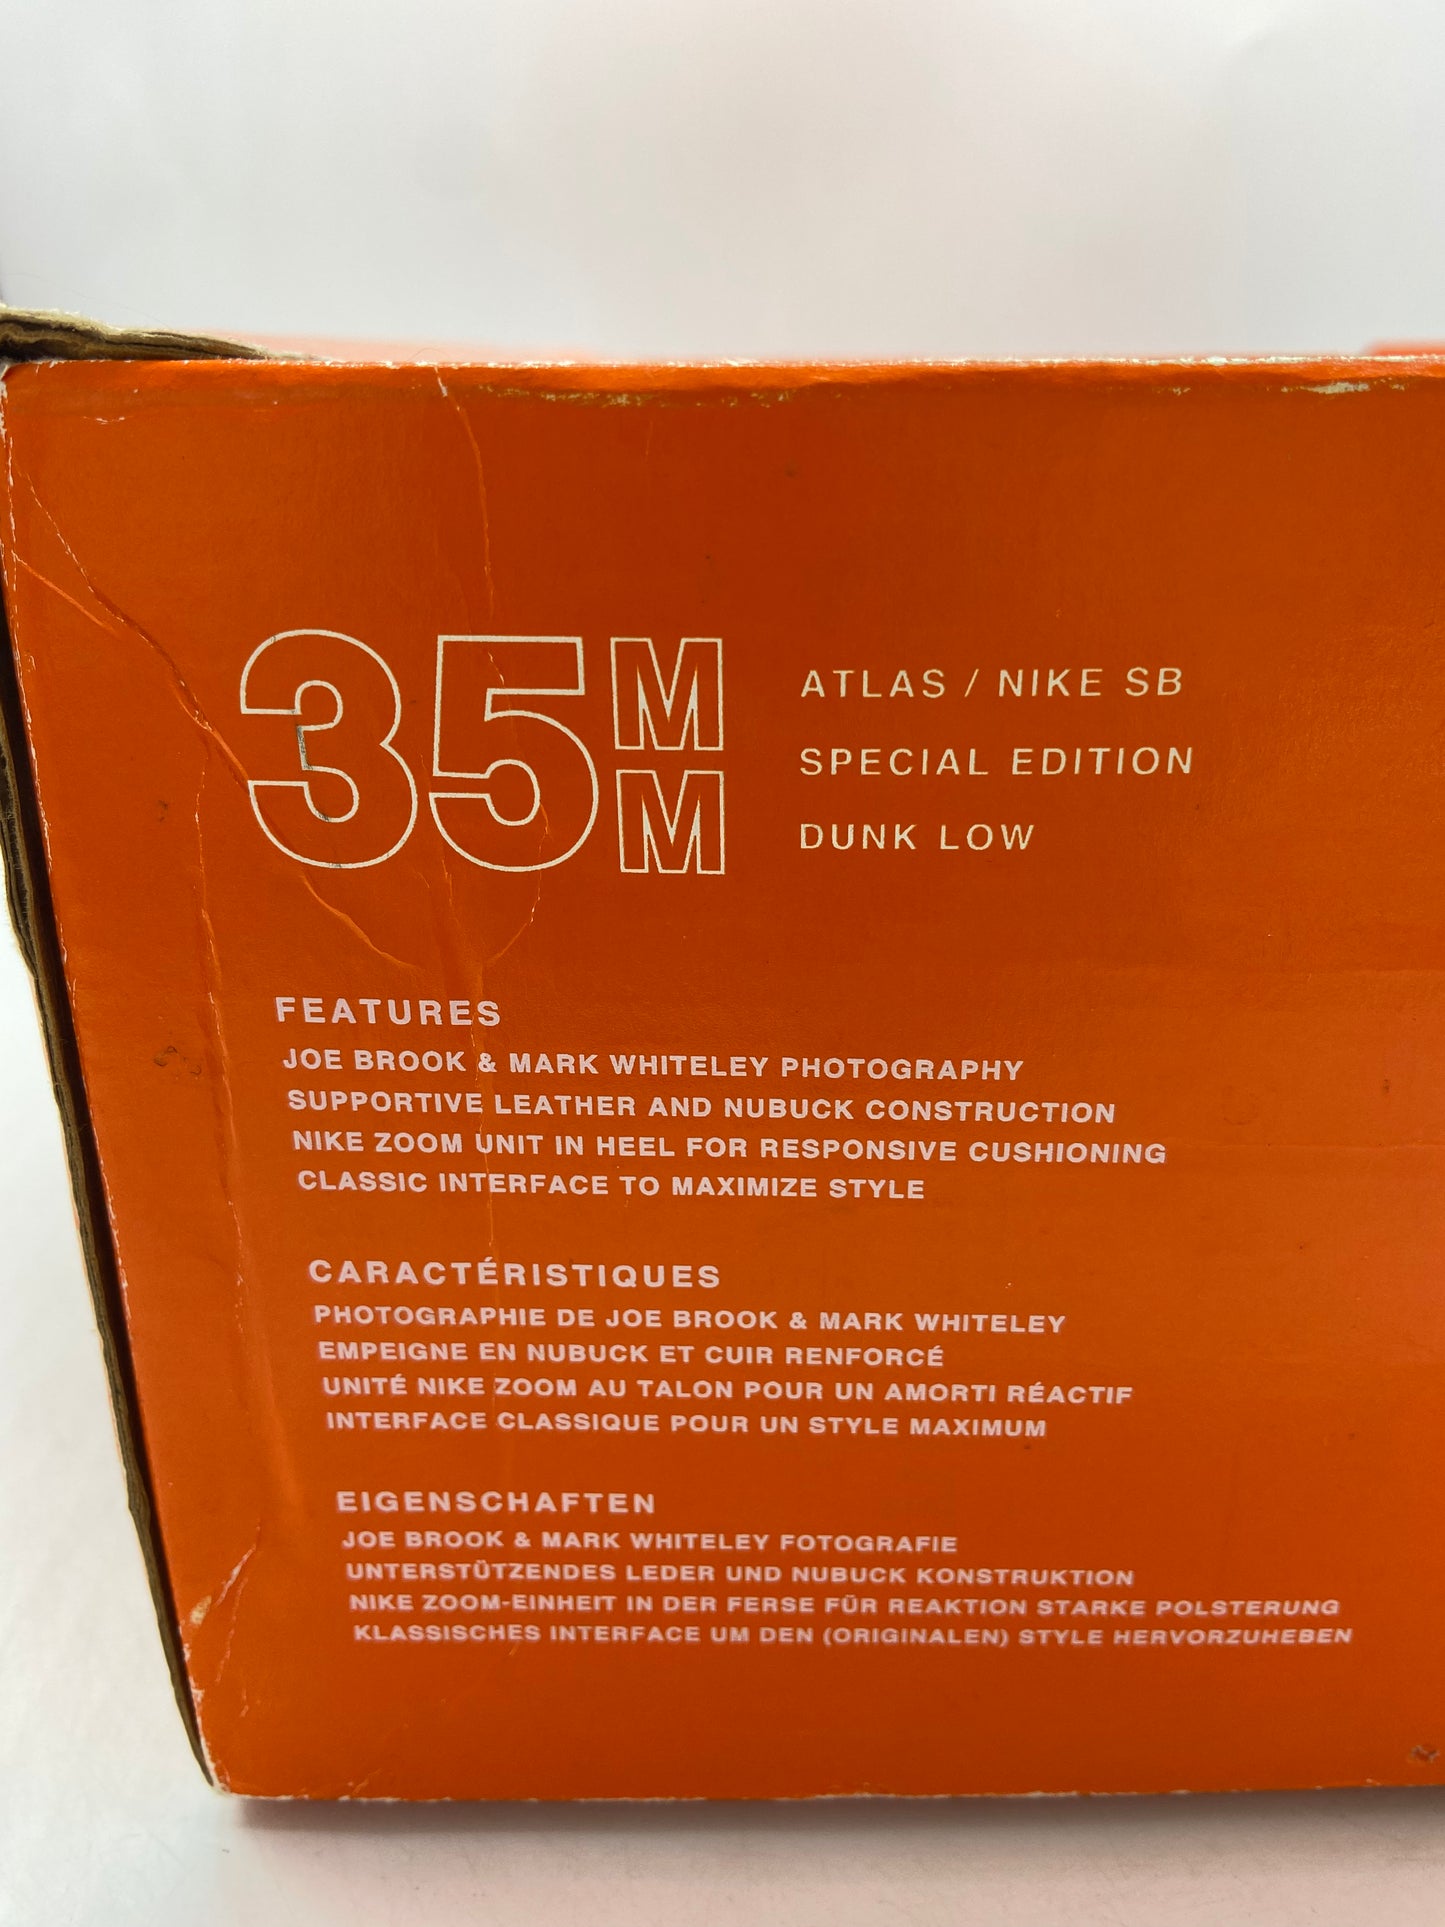 35MM
ATLAS / NIKE SB
SPECIAL EDITION
DUNK LOW
FEATURES
JOE BROOK & MARK WHITELEY PHOTOGRAPHY
SUPPORTIVE LEATHER AND NUBUCK CONSTRUCTION
NIKE ZOOM UNIT IN HEEL FOR RESPONSIVE CUSHIONING
CLASSIC INTERFACE TO MAXIMIZE STYLE
CARACTÉRISTIQUES
PHOTOGRAPHIE DE JOE BROOK & MARK WHITELEY
EMPEIGNE EN NUBUCK ET CUIR RENFORCÉ
UNITÉ NIKE ZOOM AU TALON POUR UN AMORTI RÉACTIF
INTERFACE CLASSIQUE POUR UN STYLE MAXIMUM
EIGENSCHAFTEN
JOE BROOK & MARK WHITELEY FOTOGRAFIE
UNTERSTÜTZENDES LEDER UND NUBUCK KONSTRUKTION
NIKE ZOOM-EINHEIT IN DER FERSE FÜR REAKTION STARKE POLSTERUNG
KLASSISCHES INTERFACE UM DEN (ORIGINALEN) STYLE HERVORZUHEBEN